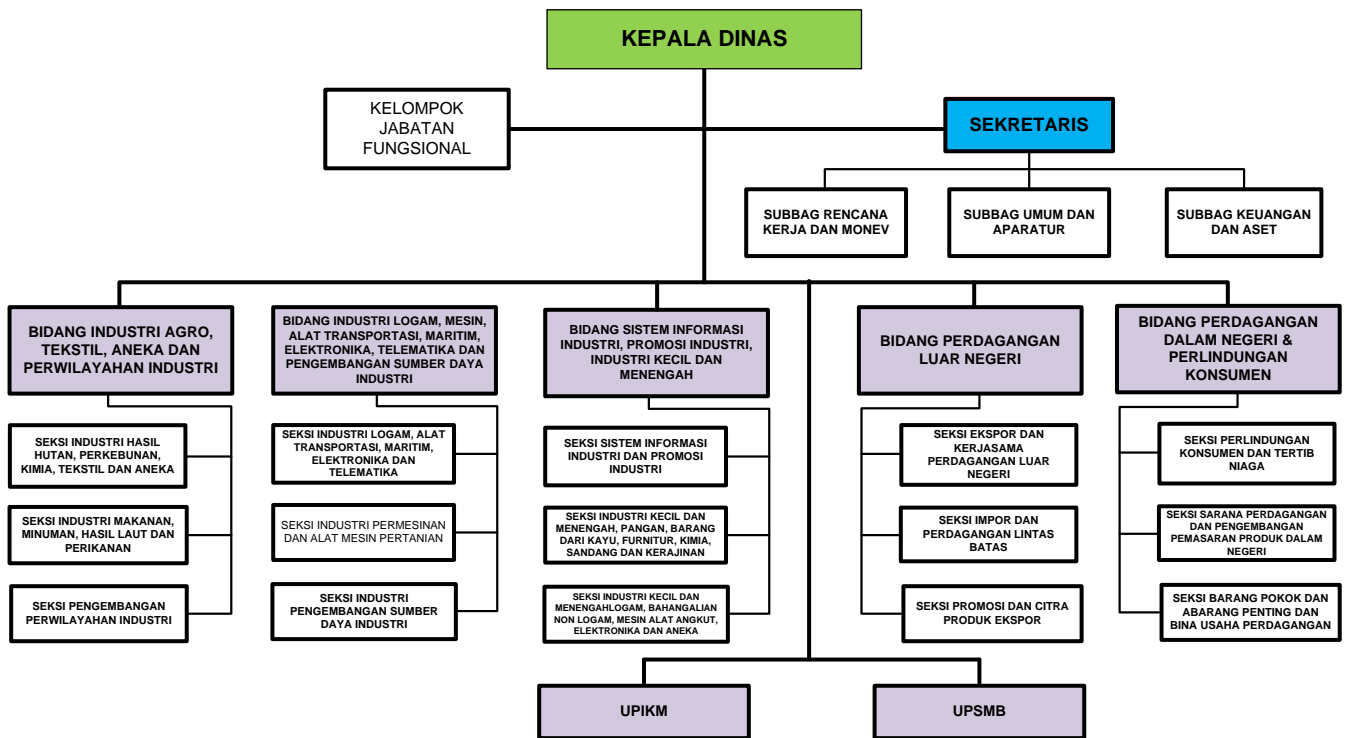 KEPALA DINAS
KELOMPOK
JABATAN
FUNGSIONAL
SEKRETARIS
SUBBAG RENCANA
KERJA DAN MONEV
SUBBAG UMUM DAN
APARATUR
SUBBAG KEUANGAN
DAN ASET
BIDANG INDUSTRI AGRO,
TEKSTIL, ANEKA DAN
PERWILAYAHAN INDUSTRI
BIDANG INDUSTRI LOGAM, MESIN,
ALAT TRANSPORTASI, MARITIM,
ELEKTRONIKA, TELEMATIKA DAN
PENGEMBANGAN SUMBER DAYA
INDUSTRI
BIDANG SISTEM INFORMASI
INDUSTRI, PROMOSI INDUSTRI,
INDUSTRI KECIL DAN
MENENGAH
BIDANG PERDAGANGAN
LUAR NEGERI
BIDANG PERDAGANGAN
DALAM NEGERI &
PERLINDUNGAN
KONSUMEN
SEKSI INDUSTRI HASIL
HUTAN, PERKEBUNAN,
KIMIA, TEKSTIL DAN ANEKA
SEKSI INDUSTRI LOGAM, ALAT
TRANSPORTASI, MARITIM,
ELEKTRONIKA DAN
TELEMATIKA
SEKSI SISTEM INFORMASI
INDUSTRI DAN PROMOSI
INDUSTRI
SEKSI EKSPOR DAN
KERJASAMA
PERDAGANGAN LUAR
NEGERI
SEKSI PERLINDUNGAN
KONSUMEN DAN TERTIB
NIAGA
SEKSI INDUSTRI MAKANAN,
MINUMAN, HASIL LAUT DAN
PERIKANAN
SEKSI INDUSTRI PERMESINAN
DAN ALAT MESIN PERTANIAN
SEKSI INDUSTRI KECIL DAN
MENENGAH, PANGAN, BARANG
DARI KAYU, FURNITUR, KIMIA,
SANDANG DAN KERAJINAN
SEKSI IMPOR DAN
PERDAGANGAN LINTAS
BATAS
SEKSI SARANA PERDAGANGAN
DAN PENGEMBANGAN
PEMASARAN PRODUK DALAM
NEGERI
SEKSI PENGEMBANGAN
PERWILAYAHAN INDUSTRI
SEKSI INDUSTRI
PENGEMBANGAN SUMBER
DAYA INDUSTRI
SEKSI INDUSTRI KECIL DAN
MENENGAHLOGAM, BAHANGALIAN
NON LOGAM, MESIN ALAT ANGKUT,
ELEKTRONIKA DAN ANEKA
SEKSI PROMOSI DAN CITRA
PRODUK EKSPOR
SEKSI BARANG POKOK DAN
ABARANG PENTING DAN
BINA USAHA PERDAGANGAN
UPIKM
UPSMB